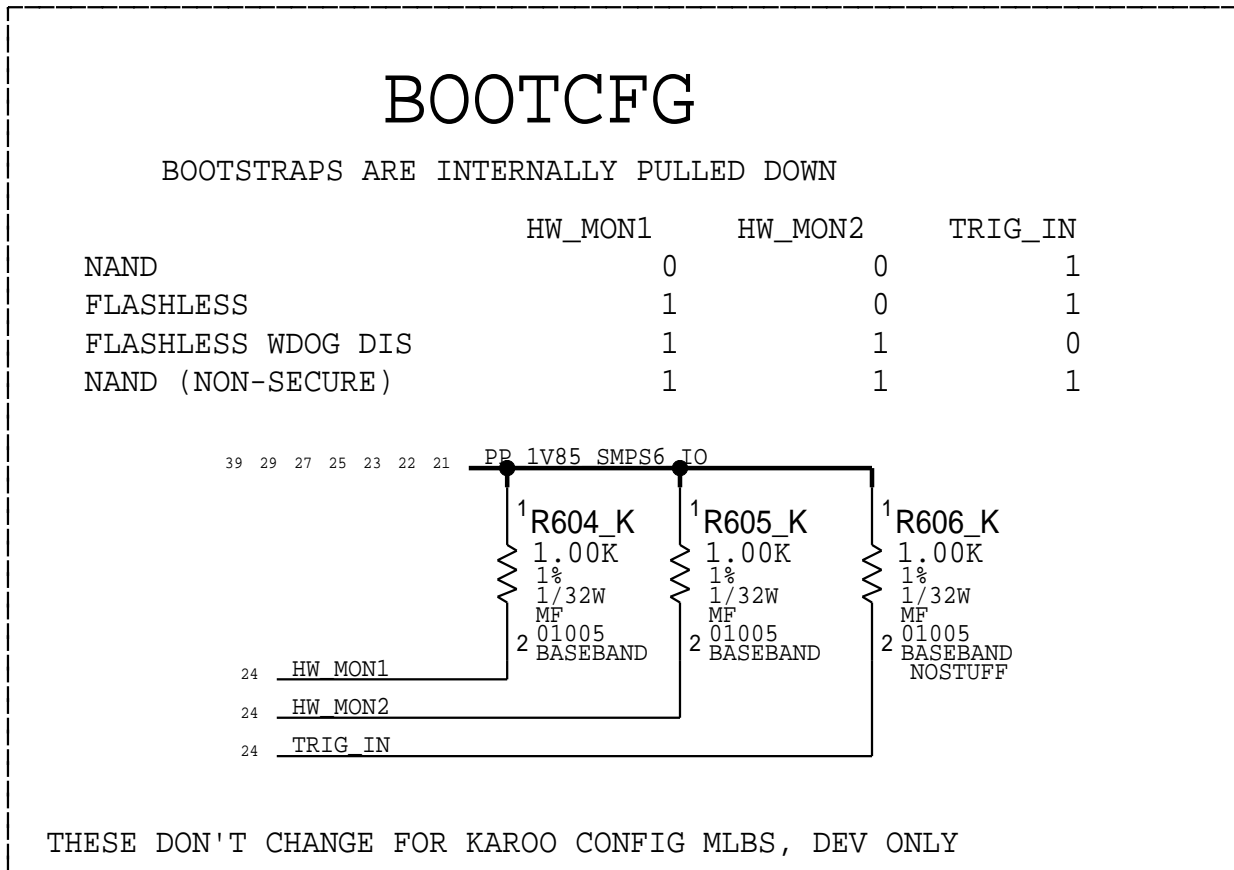 BOOTCFG
BOOTSTRAPS ARE INTERNALLY PULLED DOWN
HW_MON1 HW_MON2 TRIG_IN
NAND 0 0 1
FLASHLESS 1 0 1
FLASHLESS WDOG DIS 1 1 0
NAND (NON-SECURE) 1 1 1
39 29 27 25 23 22 21 PP_1V85_SMPS6_IO
1 R604_K 1 R605_K 1 R606_K
1.00K 1.00K 1.00K
1% 1% 1%
1/32W 1/32W 1/32W
MF MF MF
2 01005 2 01005 2 01005
BASEBAND BASEBAND BASEBAND
NOSTUFF
24 HW_MON1
24 HW_MON2
24 TRIG_IN
THESE DON'T CHANGE FOR KAROO CONFIG MLBS, DEV ONLY